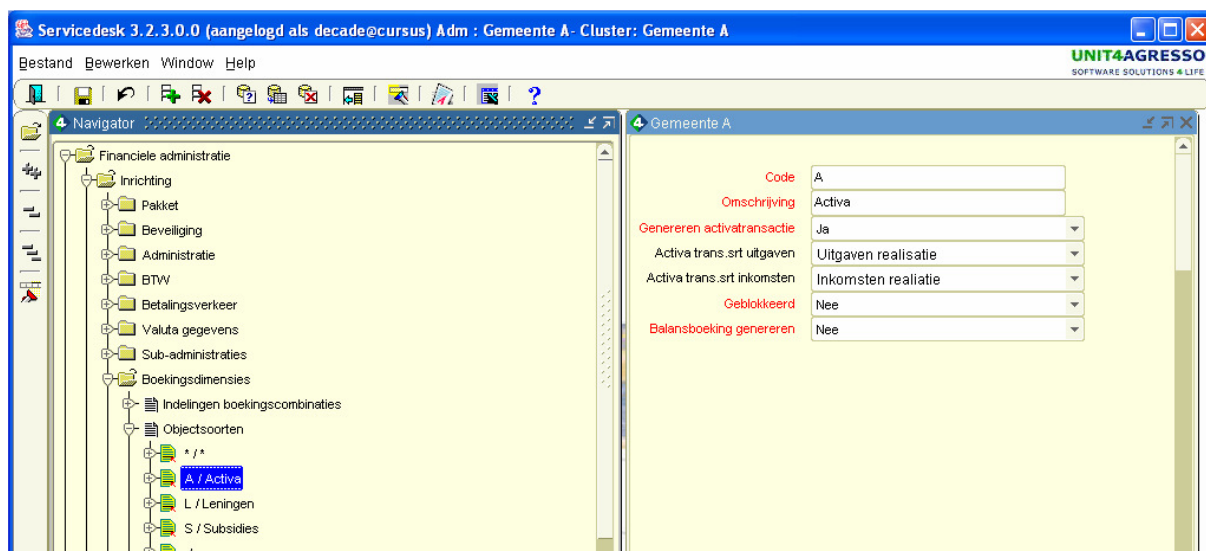 Servicedesk 3.2.3.0.0 (aangelogd als decade@cursus) Adm : Gemeente A- Cluster: Gemeente A
Bestand Bewerken Window Help
UNIT4AGRESSO
SOFTWARE SOLUTIONS 4 LIFE
4 Navigator
Financiele administratie
Inrichting
Pakket
Beveiliging
Administratie
BTW
Betalingsverkeer
Valuta gegevens
Sub-administraties
Boekingsdimensies
Indelingen boekingscombinaties
Objectsoorten
* / *
A / Activa
L / Leningen
S / Subsidies
4 Gemeente A
Code A
Omschrijving Activa
Genereren activatransactie Ja
Activa trans.srt uitgaven Uitgaven realisatie
Activa trans.srt inkomsten Inkomsten realiatie
Geblokkeerd Nee
Balansboeking genereren Nee